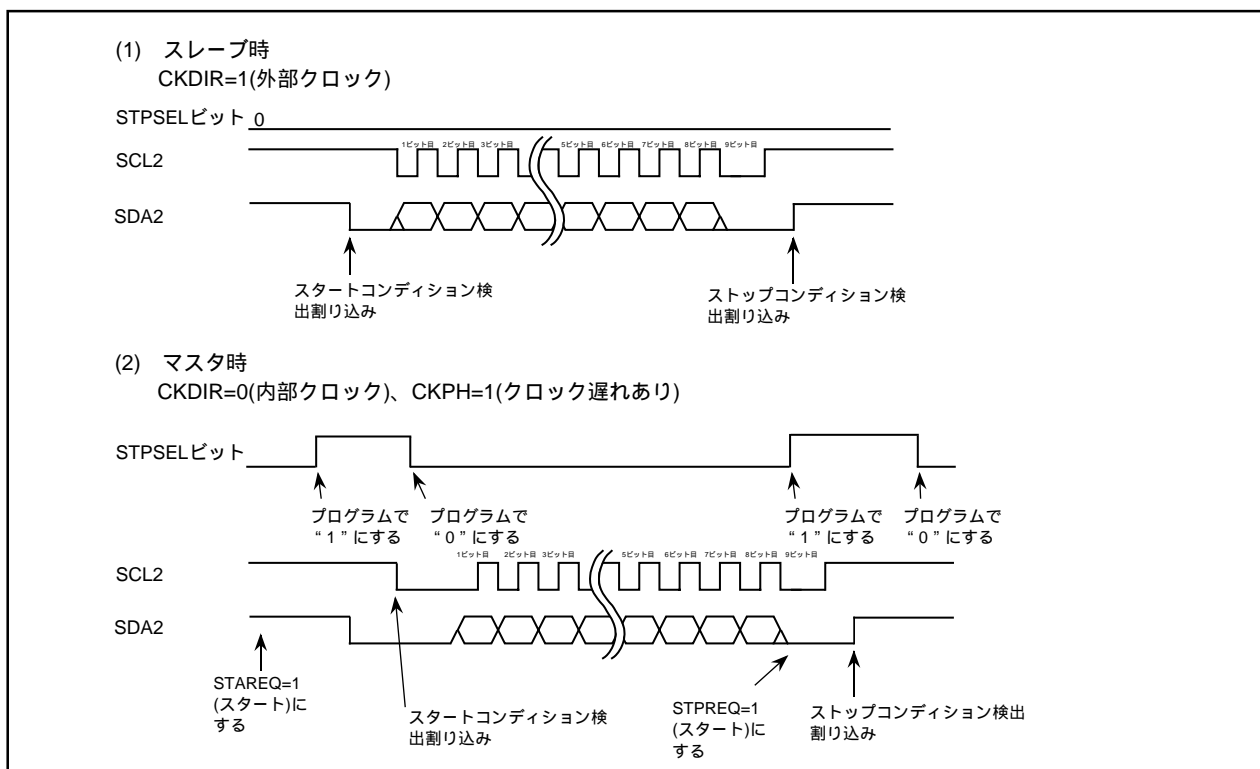 (1) スレーブ時
CKDIR=1(外部クロック)
STPSELビット 0
1ビット目 2ビット目 3ビット目 5ビット目 6ビット目 7ビット目 8ビット目 9ビット目
SCL2
SDA2
スタートコンディション検
出割り込み
ストップコンディション検
出割り込み
(2) マスタ時
CKDIR=0(内部クロック)、CKPH=1(クロック遅れあり)
STPSELビット
プログラムで
“1”にする
プログラムで
“0”にする
プログラムで
“1”にする
プログラムで
“0”にする
1ビット目 2ビット目 3ビット目 5ビット目 6ビット目 7ビット目 8ビット目 9ビット目
SCL2
SDA2
STAREQ=1
(スタート)に
する
スタートコンディション検
出割り込み
STPREQ=1
(スタート)に
する
ストップコンディション検出
割り込み